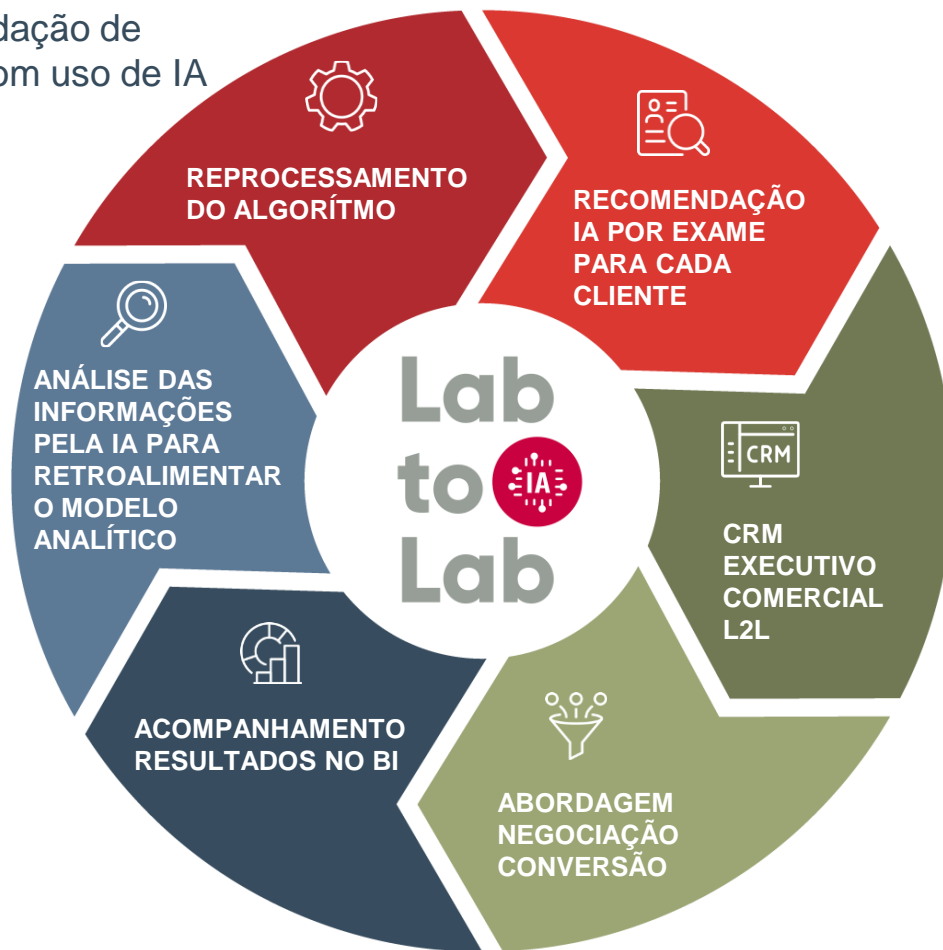 dação de
om uso de IA
REPROCESSAMENTO
DO ALGORÍTMO
RECOMENDAÇÃO
IA POR EXAME
PARA CADA
CLIENTE
CRM
CRM
EXECUTIVO
COMERCIAL
L2L
ABORDAGEM
NEGOCIAÇÃO
CONVERSÃO
ACOMPANHAMENTO
RESULTADOS NO BI
ANÁLISE DAS
INFORMAÇÕES
PELA IA PARA
RETROALIMENTAR
O MODELO
ANALÍTICO
Lab
to IA
Lab